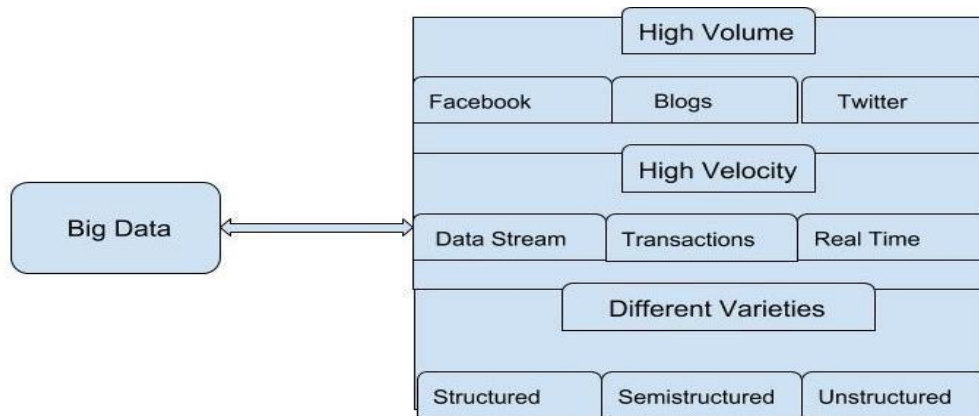 High Volume
Facebook
Blogs
Twitter
High Velocity
Big Data
Data Stream
Transactions
Real Time
Different Varieties
Structured
Semistructured
Unstructured